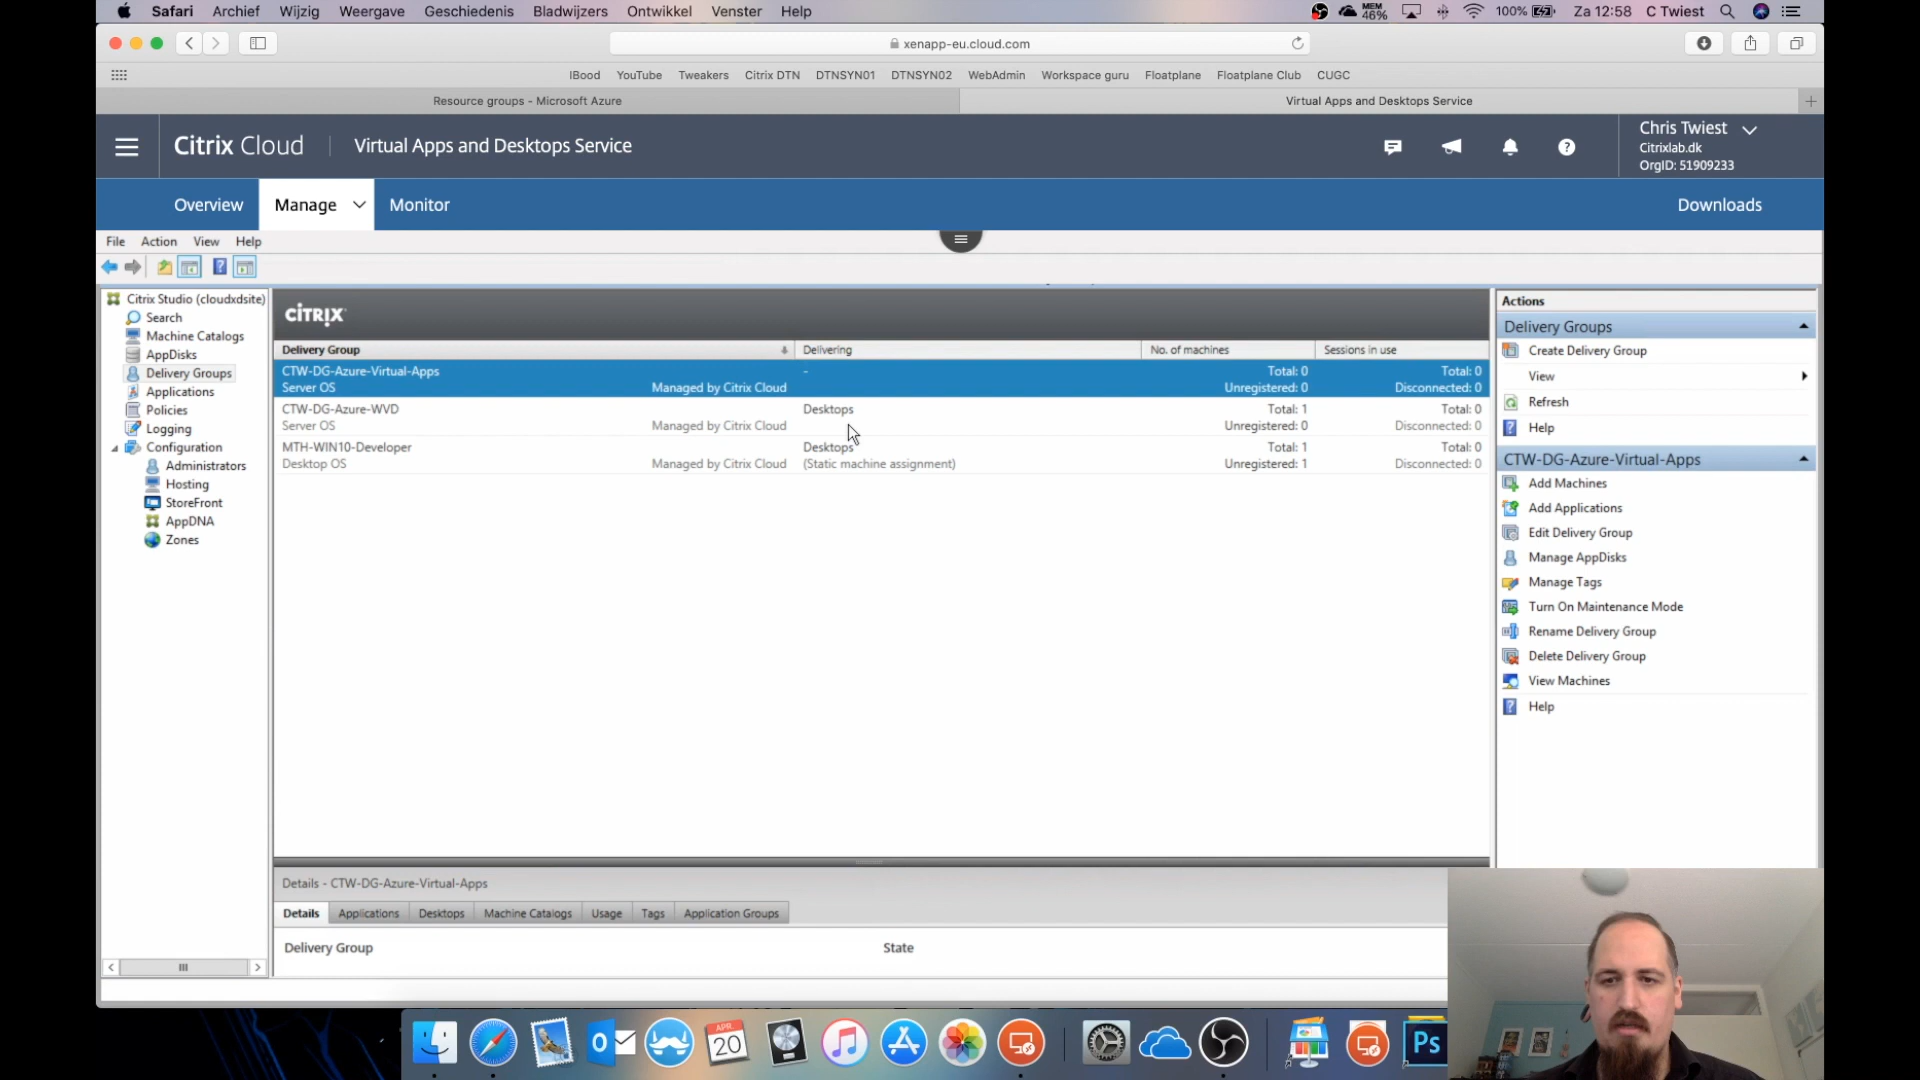 Safari Archief Wijzig Weergave Geschiedenis Bladwijzers Ontwikkel Venster Help MEM 46% 100% Za 12:58 C Twiest
xenapp-eu.cloud.com
IBood YouTube Tweakers Citrix DTN DTNSYN01 DTNSYN02 WebAdmin Workspace guru Floatplane Floatplane Club CUGC
Resource groups - Microsoft Azure Virtual Apps and Desktops Service
Citrix Cloud Virtual Apps and Desktops Service
Chris Twiest
Citrixlab.dk
OrgID: 51909233
Overview Manage Monitor Downloads
File Action View Help
Citrix Studio (cloudxdsite)
Search
Machine Catalogs
AppDisks
Delivery Groups
Applications
Policies
Logging
Configuration
Administrators
Hosting
StoreFront
AppDNA
Zones
CITRIX
Delivery Group Delivering No. of machines Sessions in use
CTW-DG-Azure-Virtual-Apps - Total: 0 Total: 0
Server OS Managed by Citrix Cloud Unregistered: 0 Disconnected: 0
CTW-DG-Azure-WVD Desktops Total: 1 Total: 0
Server OS Managed by Citrix Cloud Unregistered: 0 Disconnected: 0
MTH-WIN10-Developer Desktops Total: 1 Total: 0
Desktop OS Managed by Citrix Cloud (Static machine assignment) Unregistered: 1 Disconnected: 0
Details - CTW-DG-Azure-Virtual-Apps
Details Applications Desktops Machine Catalogs Usage Tags Application Groups
Delivery Group State
Actions
Delivery Groups
Create Delivery Group
View
Refresh
Help
CTW-DG-Azure-Virtual-Apps
Add Machines
Add Applications
Edit Delivery Group
Manage AppDisks
Manage Tags
Turn On Maintenance Mode
Rename Delivery Group
Delete Delivery Group
View Machines
Help
APR.
20
Ps